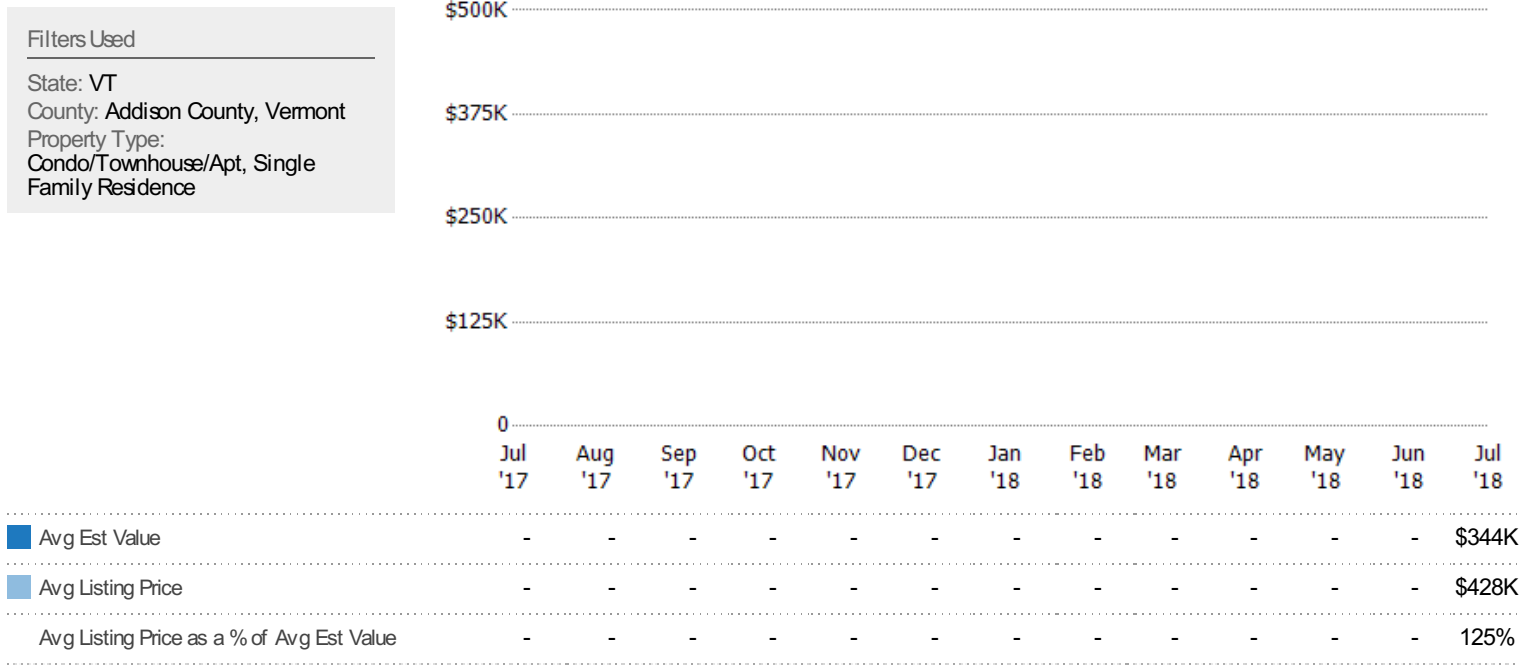 Filters Used
State: VT
County: Addison County, Vermont
Property Type:
Condo/Townhouse/Apt, Single
Family Residence
$500K
$375K
$250K
$125K
0
Jul Aug Sep Oct Nov Dec Jan Feb Mar Apr May Jun Jul
'17 '17 '17 '17 '17 '17 '18 '18 '18 '18 '18 '18 '18
Avg Est Value - - - - - - - - - - - - $344K
Avg Listing Price - - - - - - - - - - - - $428K
Avg Listing Price as a % of Avg Est Value - - - - - - - - - - - - 125%